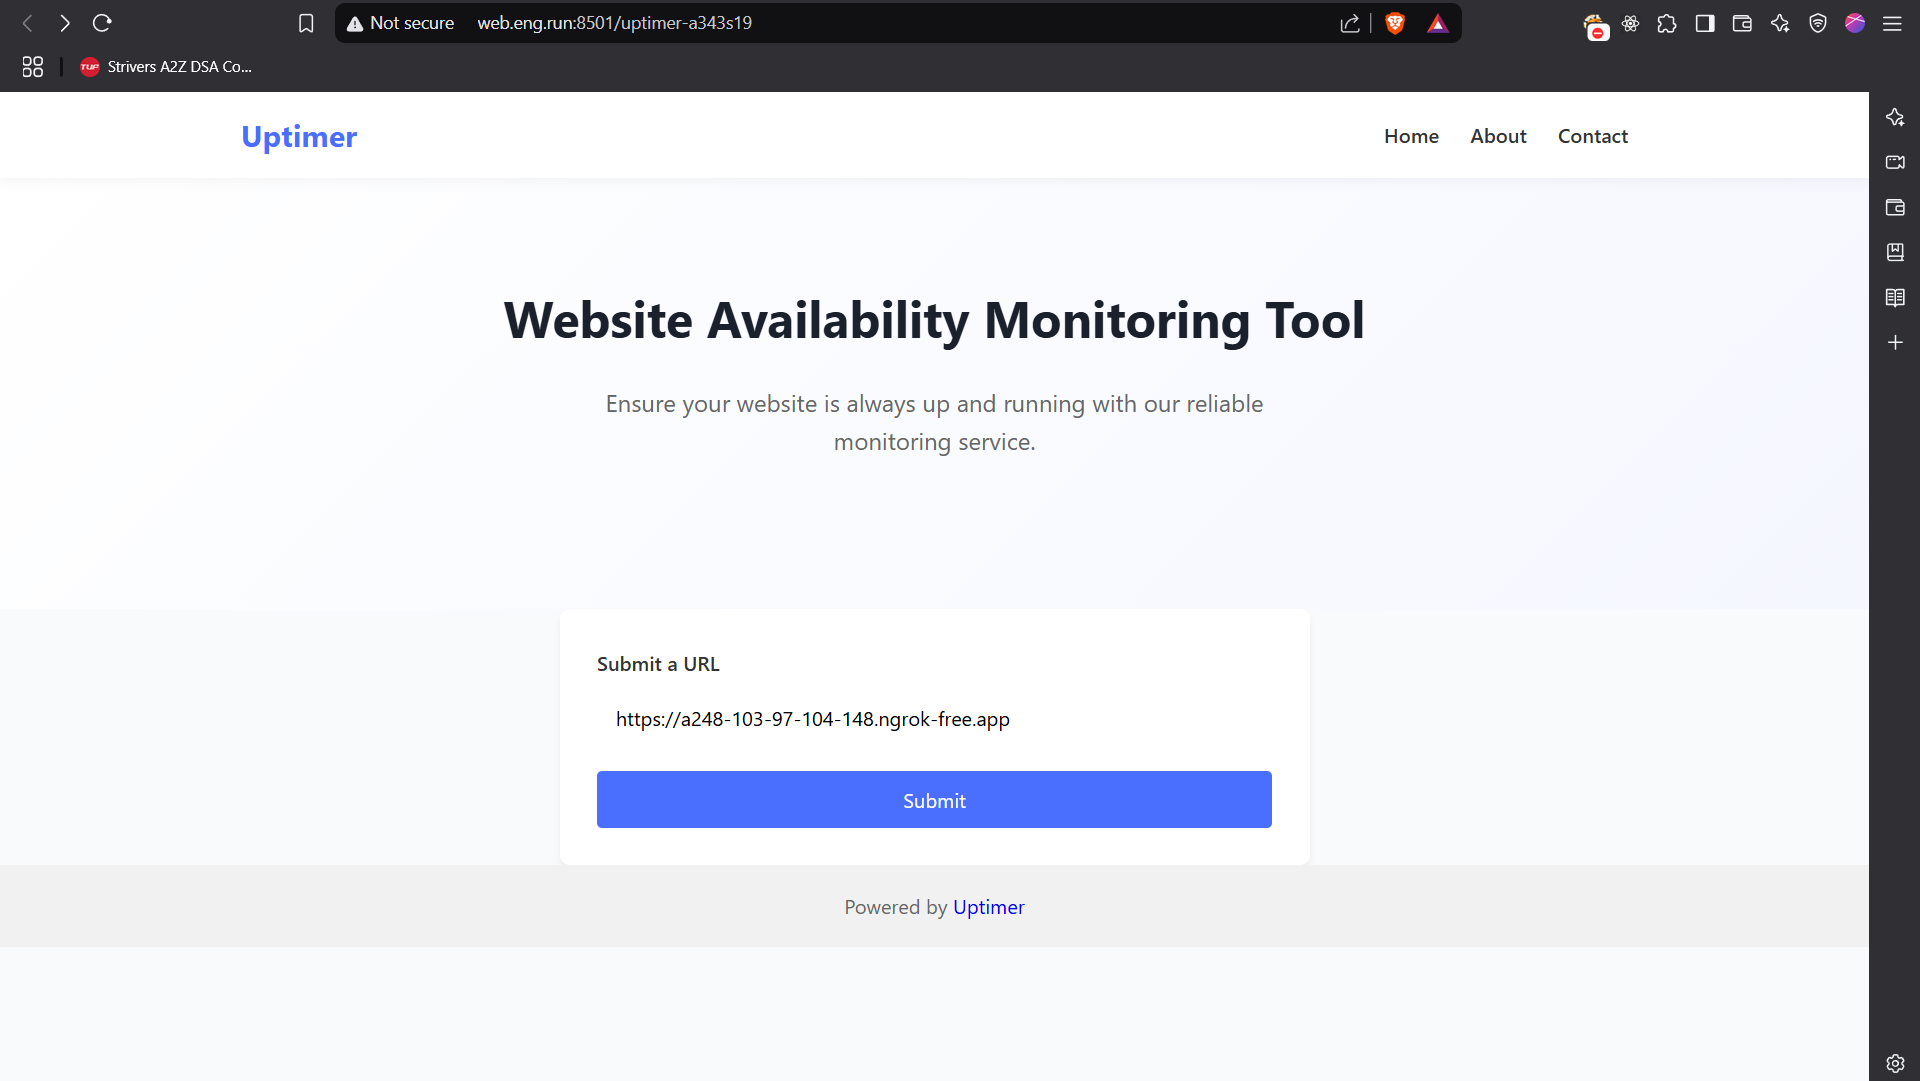 Not secure web.eng.run:8501/uptimer-a343s19
TUF Strivers A2Z DSA Co...
Uptimer
Home About Contact
Website Availability Monitoring Tool
Ensure your website is always up and running with our reliable
monitoring service.
Submit a URL
https://a248-103-97-104-148.ngrok-free.app
Submit
Powered by Uptimer